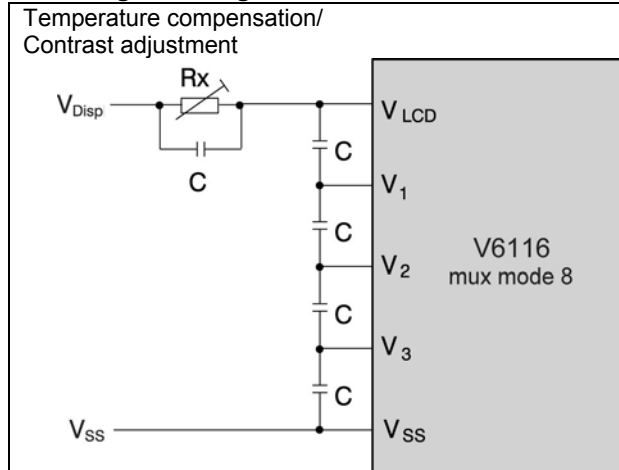 Temperature compensation/
Contrast adjustment
Rx
VDisp
C
VLCD
C
V1
C
V2
V6116
mux mode 8
C
V3
C
VSS
VSS